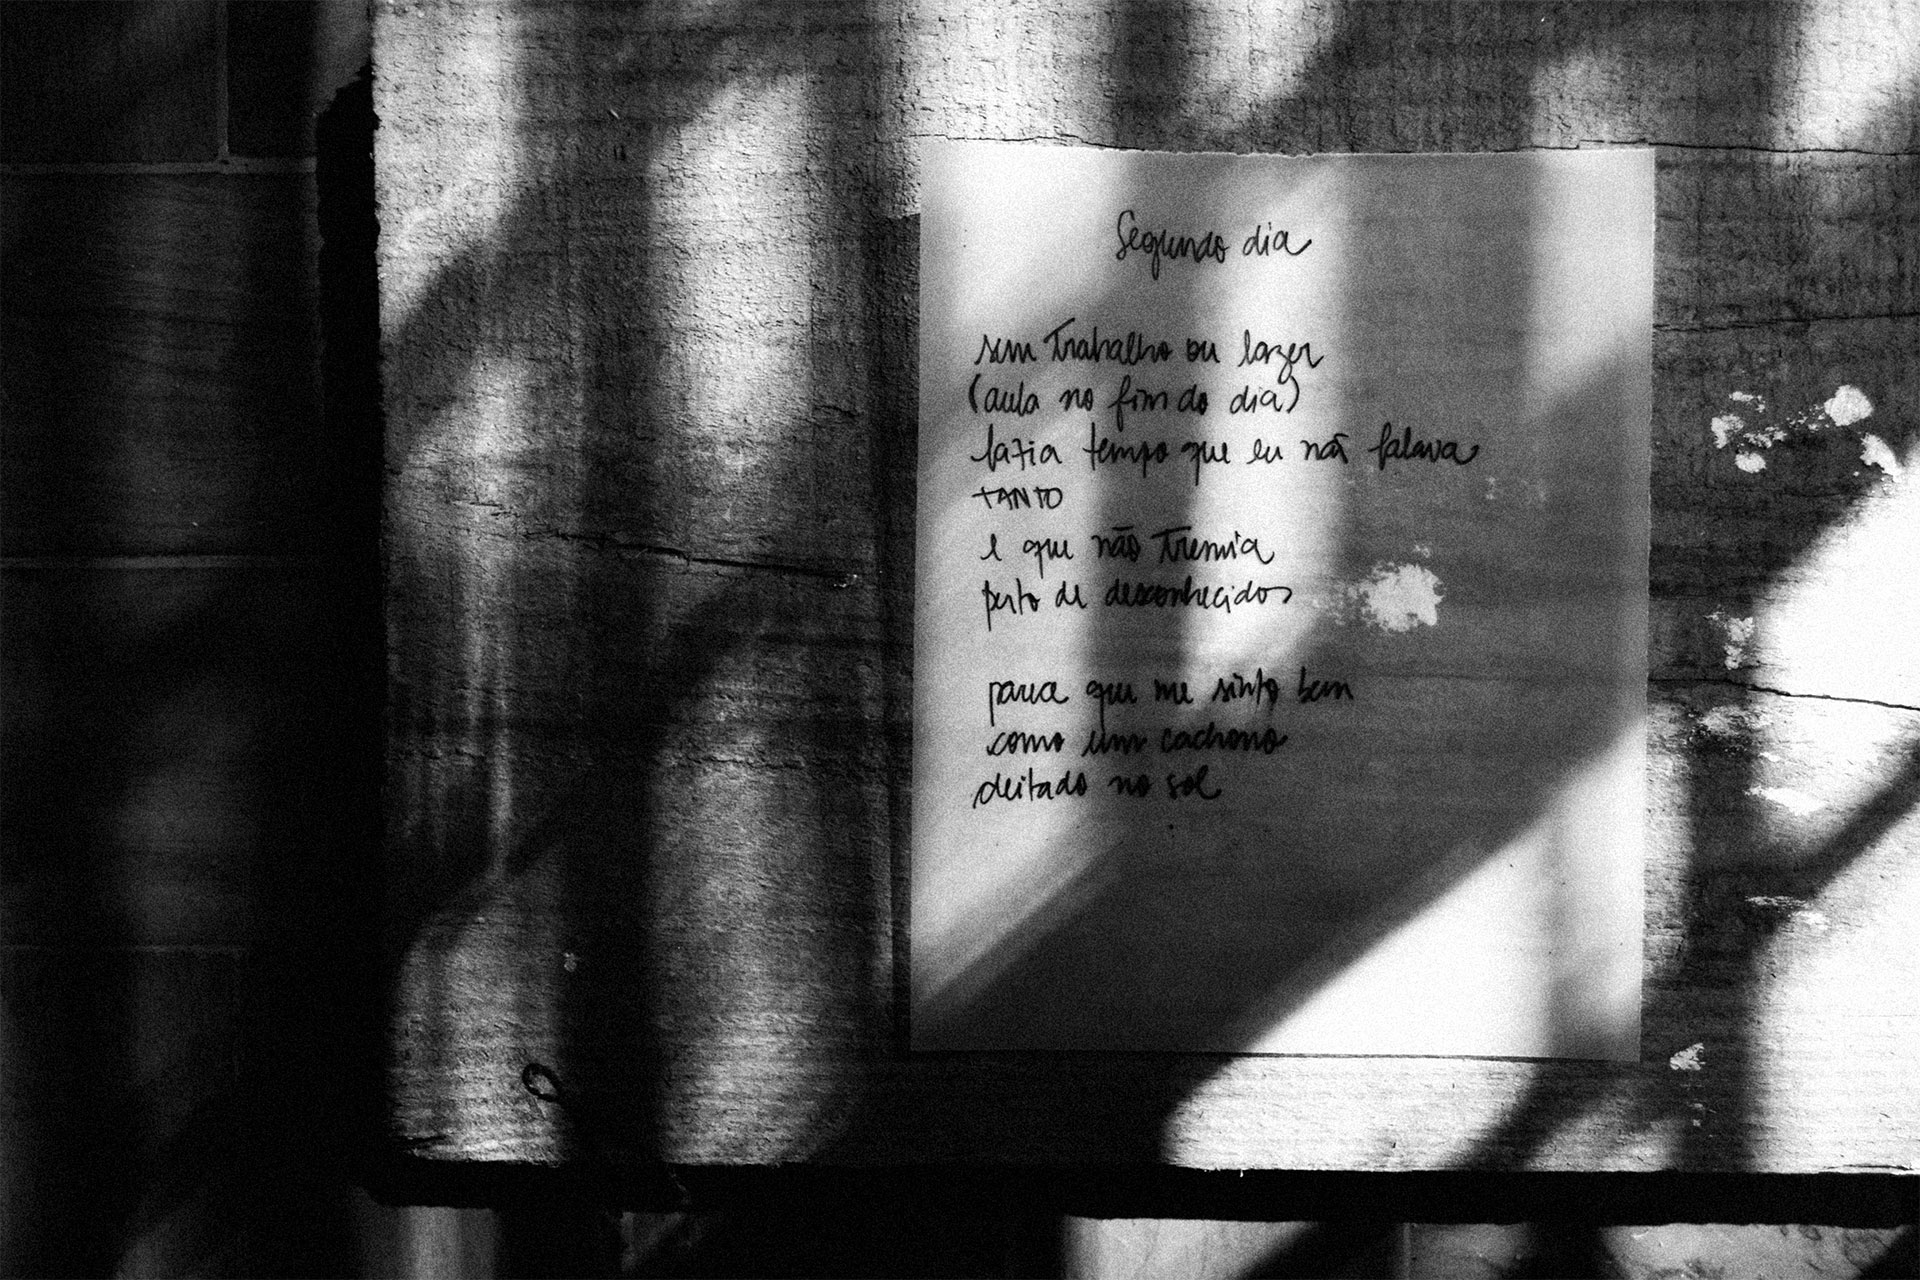 Segundo dia
sem trabalho ou lazer
(aula no fim do dia)
fazia tempo que eu não falava
TANTO
e que não tremia
perto de desconhecidos
parece que me sinto bem
como um cachorro
deitado no sol